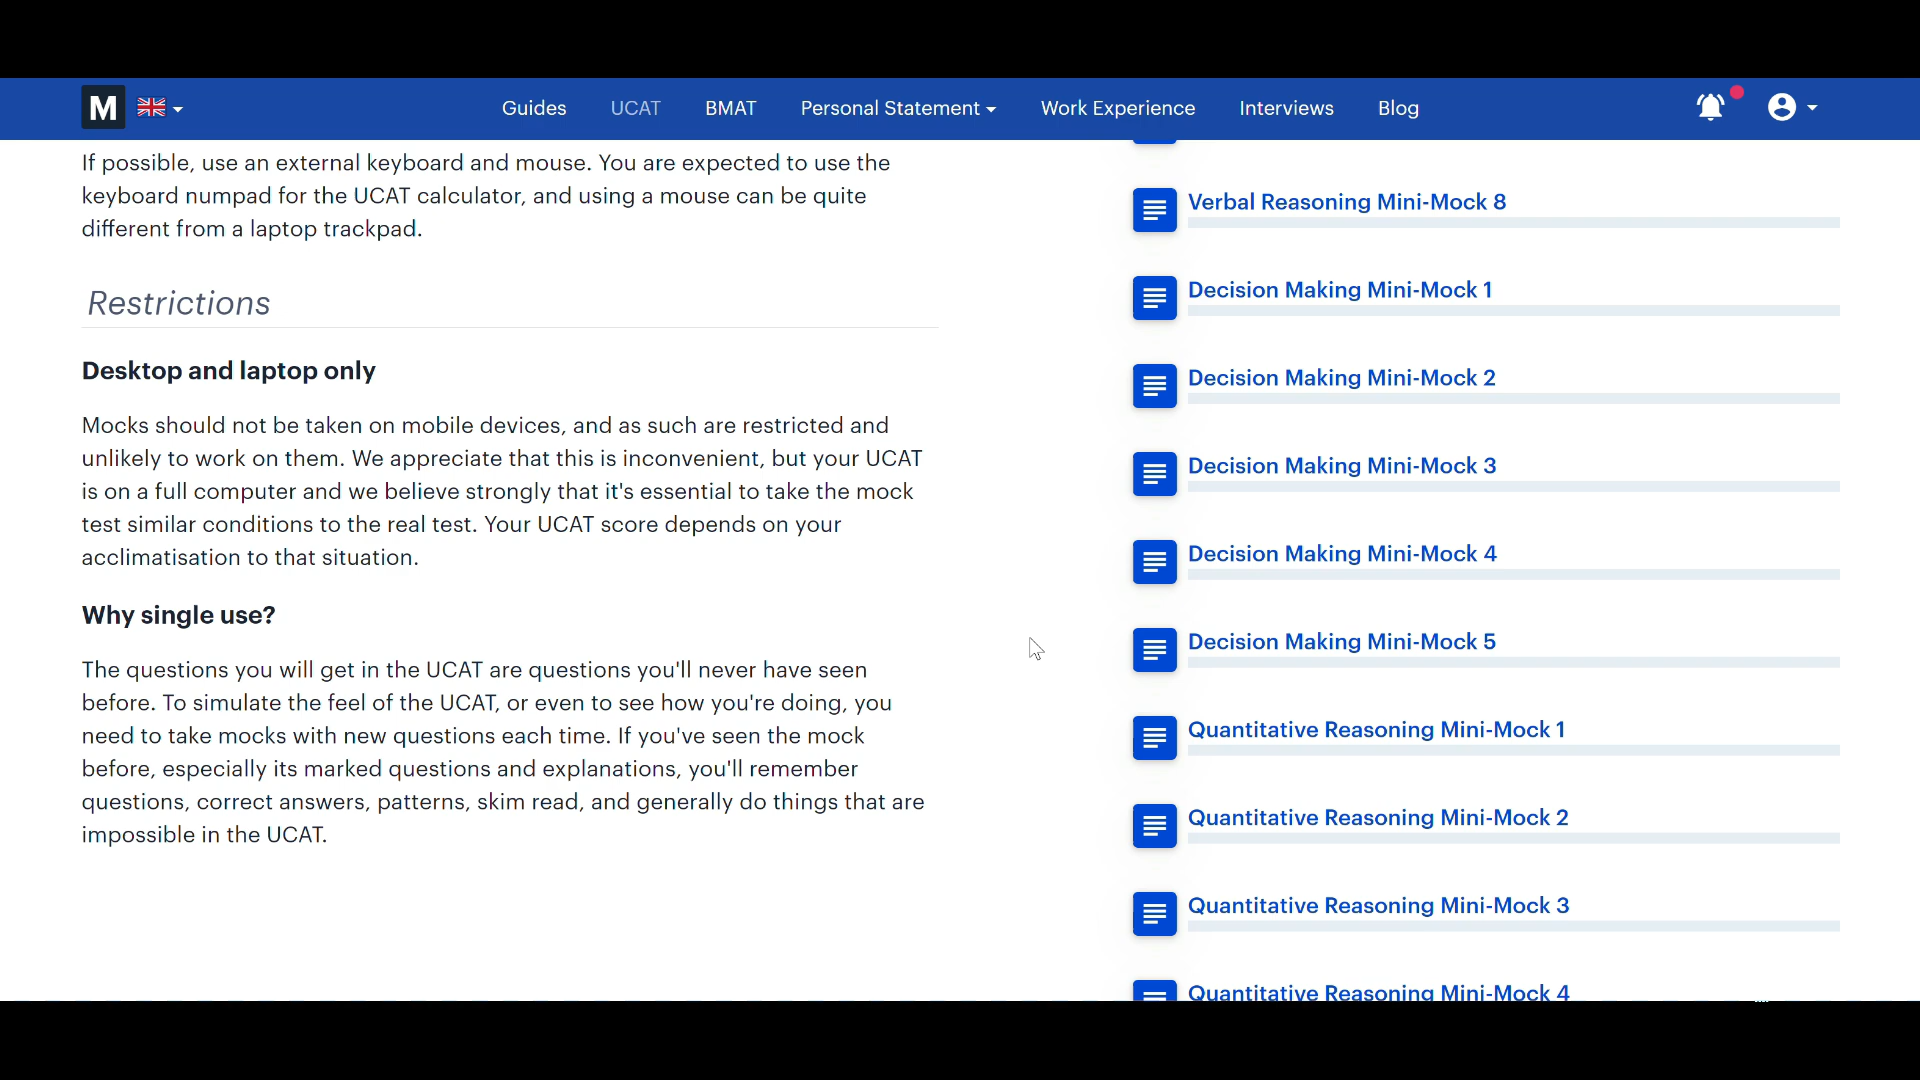 M
Guides
UCAT
BMAT
Personal Statement
Work Experience
Interviews
Blog
If possible, use an external keyboard and mouse. You are expected to use the
keyboard numpad for the UCAT calculator, and using a mouse can be quite
different from a laptop trackpad.
Restrictions
Desktop and laptop only
Mocks should not be taken on mobile devices, and as such are restricted and
unlikely to work on them. We appreciate that this is inconvenient, but your UCAT
is on a full computer and we believe strongly that it's essential to take the mock
test similar conditions to the real test. Your UCAT score depends on your
acclimatisation to that situation.
Why single use?
The questions you will get in the UCAT are questions you'll never have seen
before. To simulate the feel of the UCAT, or even to see how you're doing, you
need to take mocks with new questions each time. If you've seen the mock
before, especially its marked questions and explanations, you'll remember
questions, correct answers, patterns, skim read, and generally do things that are
impossible in the UCAT.
Verbal Reasoning Mini-Mock 8
Decision Making Mini-Mock 1
Decision Making Mini-Mock 2
Decision Making Mini-Mock 3
Decision Making Mini-Mock 4
Decision Making Mini-Mock 5
Quantitative Reasoning Mini-Mock 1
Quantitative Reasoning Mini-Mock 2
Quantitative Reasoning Mini-Mock 3
Quantitative Reasoning Mini-Mock 4